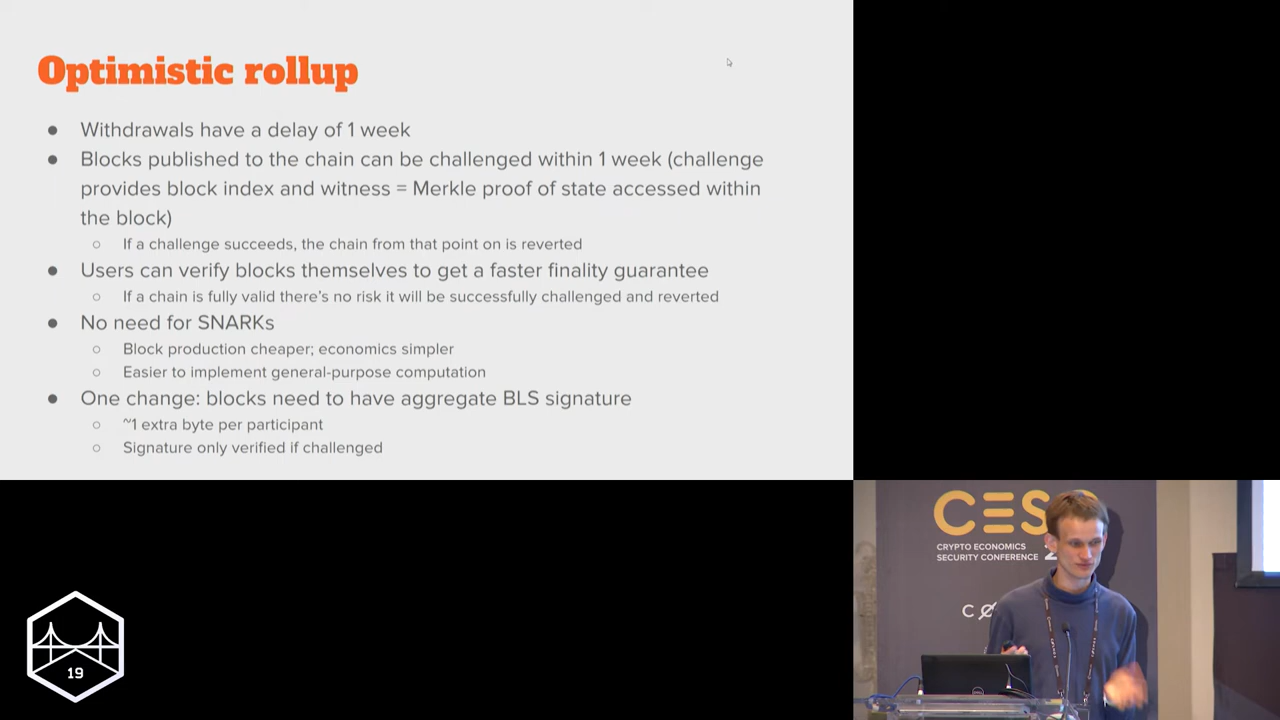 Optimistic rollup
● Withdrawals have a delay of 1 week
● Blocks published to the chain can be challenged within 1 week (challenge
provides block index and witness = Merkle proof of state accessed within
the block)
○ If a challenge succeeds, the chain from that point on is reverted
● Users can verify blocks themselves to get a faster finality guarantee
○ If a chain is fully valid there’s no risk it will be successfully challenged and reverted
● No need for SNARKs
○ Block production cheaper; economics simpler
○ Easier to implement general-purpose computation
● One change: blocks need to have aggregate BLS signature
○ ~1 extra byte per participant
○ Signature only verified if challenged
CES
CRYPTO ECONOMICS
SECURITY CONFERENCE
19